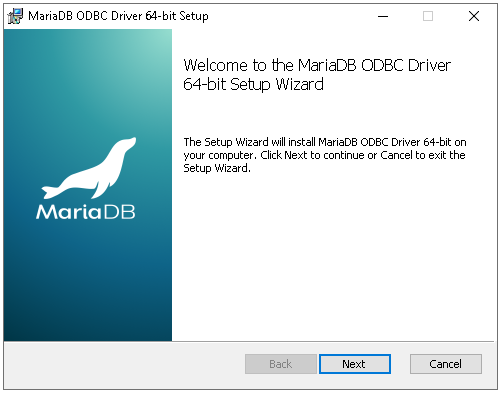 MariaDB ODBC Driver 64-bit Setup
Welcome to the MariaDB ODBC Driver
64-bit Setup Wizard
The Setup Wizard will install MariaDB ODBC Driver 64-bit on
your computer. Click Next to continue or Cancel to exit the
Setup Wizard.
MariaDB
Back
Next
Cancel